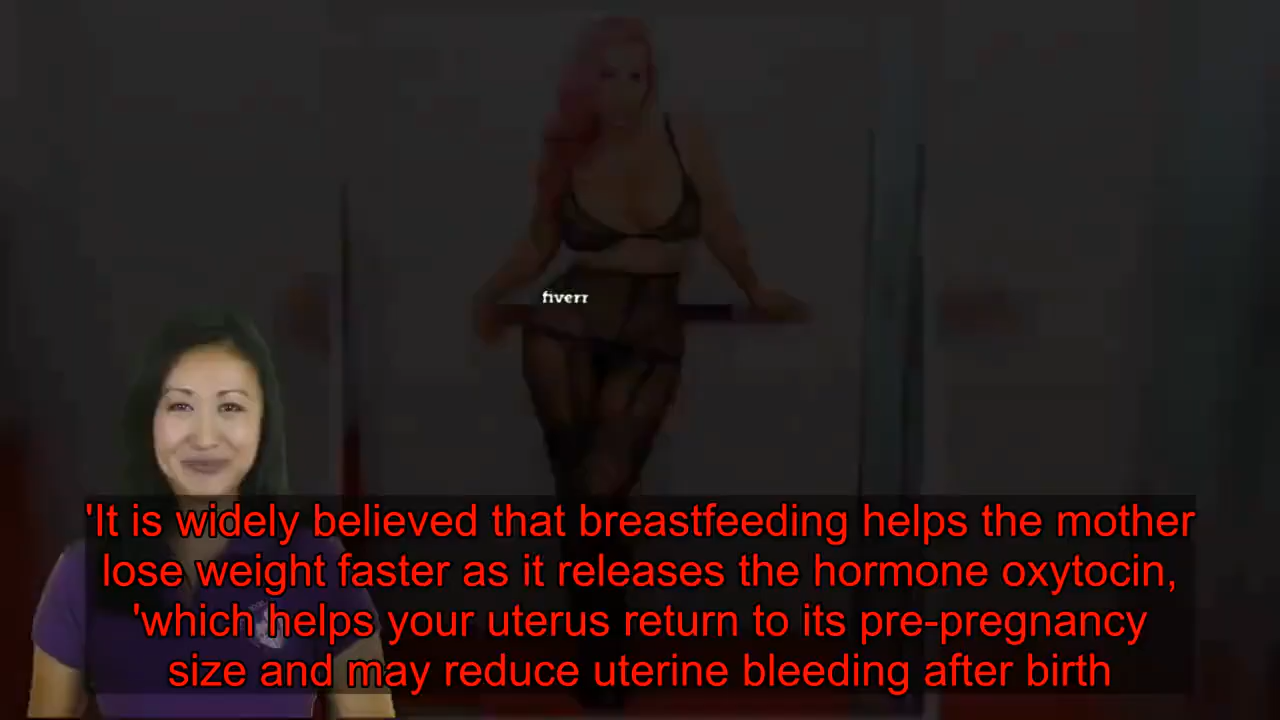 fiverr
'It is widely believed that breastfeeding helps the mother
lose weight faster as it releases the hormone oxytocin,
'which helps your uterus return to its pre-pregnancy
size and may reduce uterine bleeding after birth